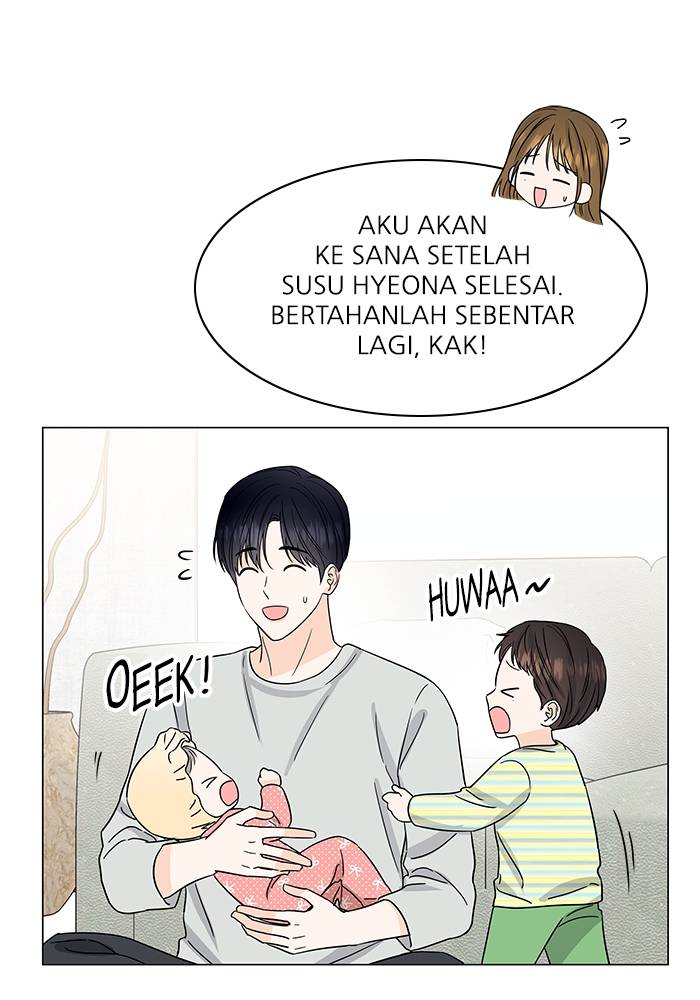 AKU AKAN
KE SANA SETELAH
SUSU HYEONA SELESAI.
BERTAHANLAH SEBENTAR
LAGI, KAK!
HUWAA~
OEEK!